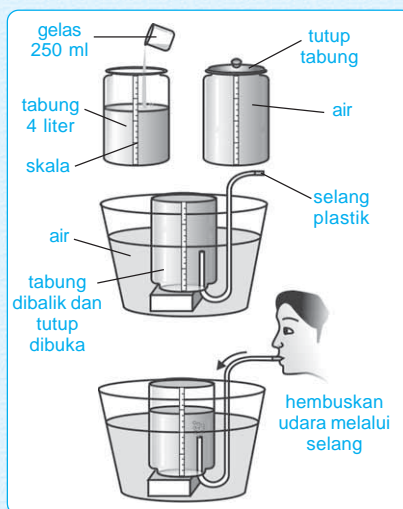 gelas
250 ml
tutup
tabung
tabung
4 liter
air
skala
selang
plastik
air
tabung
dibalik dan
tutup
dibuka
hembuskan
udara melalui
selang